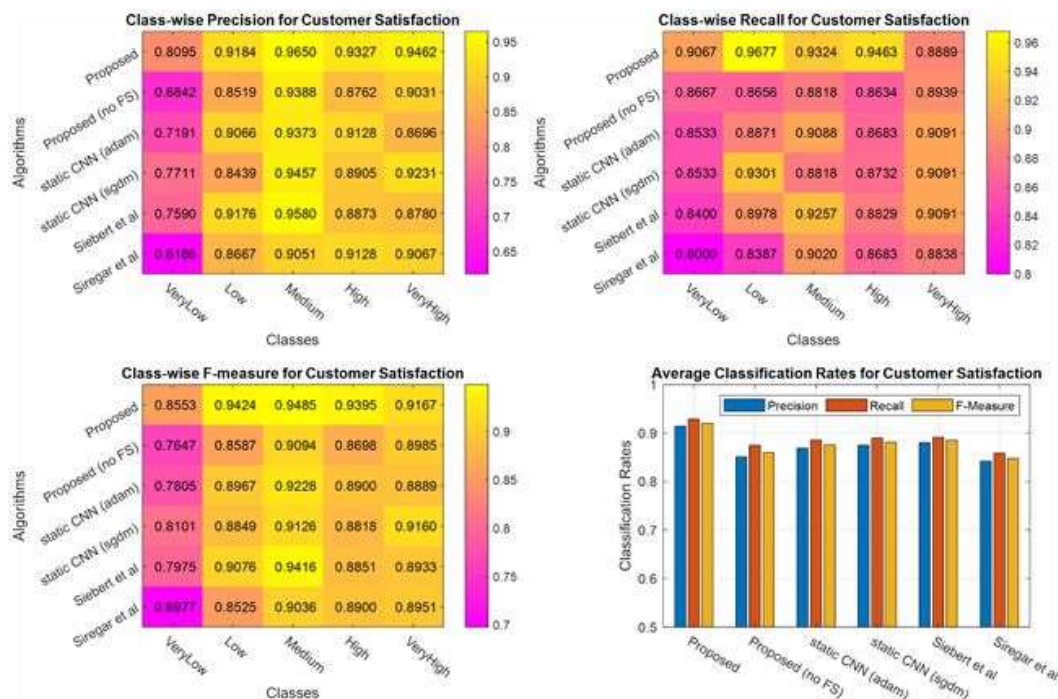 Class-wise Precision for Customer Satisfaction
Algorithms
Proposed 0.8095 0.9184 0.9650 0.9327 0.9462
Proposed (no FS) 0.6842 0.8519 0.9388 0.8762 0.9031
static CNN (adam) 0.7191 0.9066 0.9373 0.9128 0.8696
static CNN (sgdm) 0.7711 0.8439 0.9457 0.8905 0.9231
Siebert et al 0.7590 0.9176 0.9580 0.8873 0.8780
Siregar et al 0.6186 0.8667 0.9051 0.9128 0.9067
VeryLow Low Medium High VeryHigh
Classes
0.95
0.9
0.85
0.8
0.75
0.7
0.65
Class-wise Recall for Customer Satisfaction
Algorithms
Proposed 0.9067 0.9677 0.9324 0.9463 0.8889
Proposed (no FS) 0.8667 0.8656 0.8818 0.8634 0.8939
static CNN (adam) 0.8533 0.8871 0.9088 0.8683 0.9091
static CNN (sgdm) 0.8533 0.9301 0.8818 0.8732 0.9091
Siebert et al 0.8400 0.8978 0.9257 0.8829 0.9091
Siregar et al 0.8000 0.8387 0.9020 0.8683 0.8838
VeryLow Low Medium High VeryHigh
Classes
0.96
0.94
0.92
0.9
0.88
0.86
0.84
0.82
0.8
Class-wise F-measure for Customer Satisfaction
Algorithms
Proposed 0.8553 0.9424 0.9485 0.9395 0.9167
Proposed (no FS) 0.7647 0.8587 0.9094 0.8698 0.8985
static CNN (adam) 0.7805 0.8967 0.9228 0.8900 0.8889
static CNN (sgdm) 0.8101 0.8849 0.9126 0.8818 0.9160
Siebert et al 0.7975 0.9076 0.9416 0.8851 0.8933
Siregar et al 0.6977 0.8525 0.9036 0.8900 0.8951
VeryLow Low Medium High VeryHigh
Classes
0.9
0.85
0.8
0.75
0.7
Average Classification Rates for Customer Satisfaction
Precision Recall F-Measure
Classification Rates
1
0.9
0.8
0.7
0.6
0.5
Proposed Proposed (no FS) static CNN (adam) static CNN (sgdm) Siebert et al Siregar et al